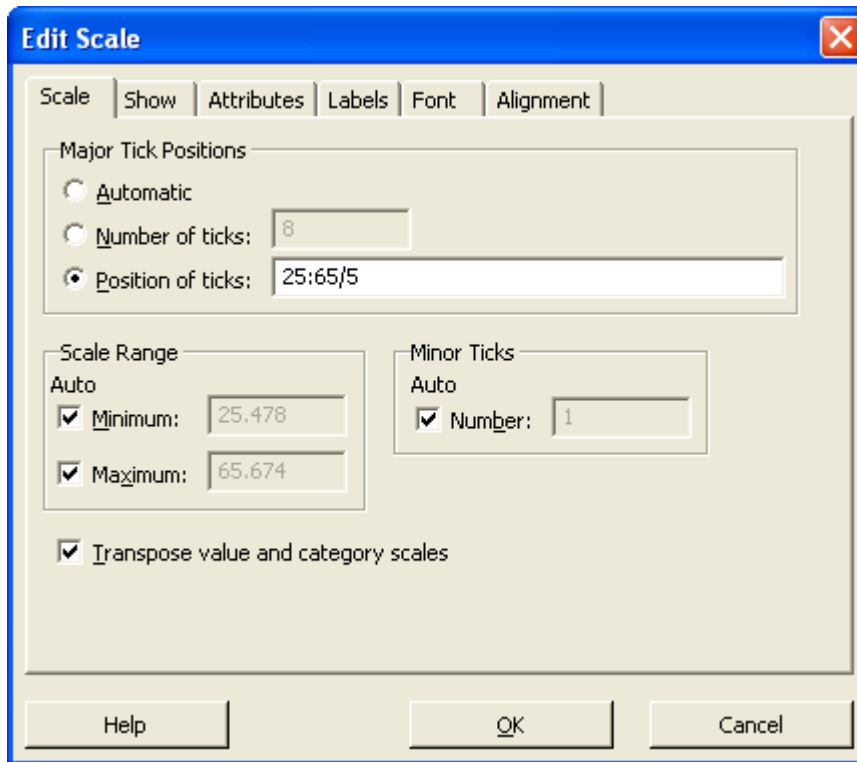 Edit Scale
Scale Show Attributes Labels Font Alignment
Major Tick Positions
Automatic
Number of ticks: 8
Position of ticks: 25:65/5
Scale Range
Auto
Minimum: 25.478
Maximum: 65.674
Minor Ticks
Auto
Number: 1
Transpose value and category scales
Help OK Cancel